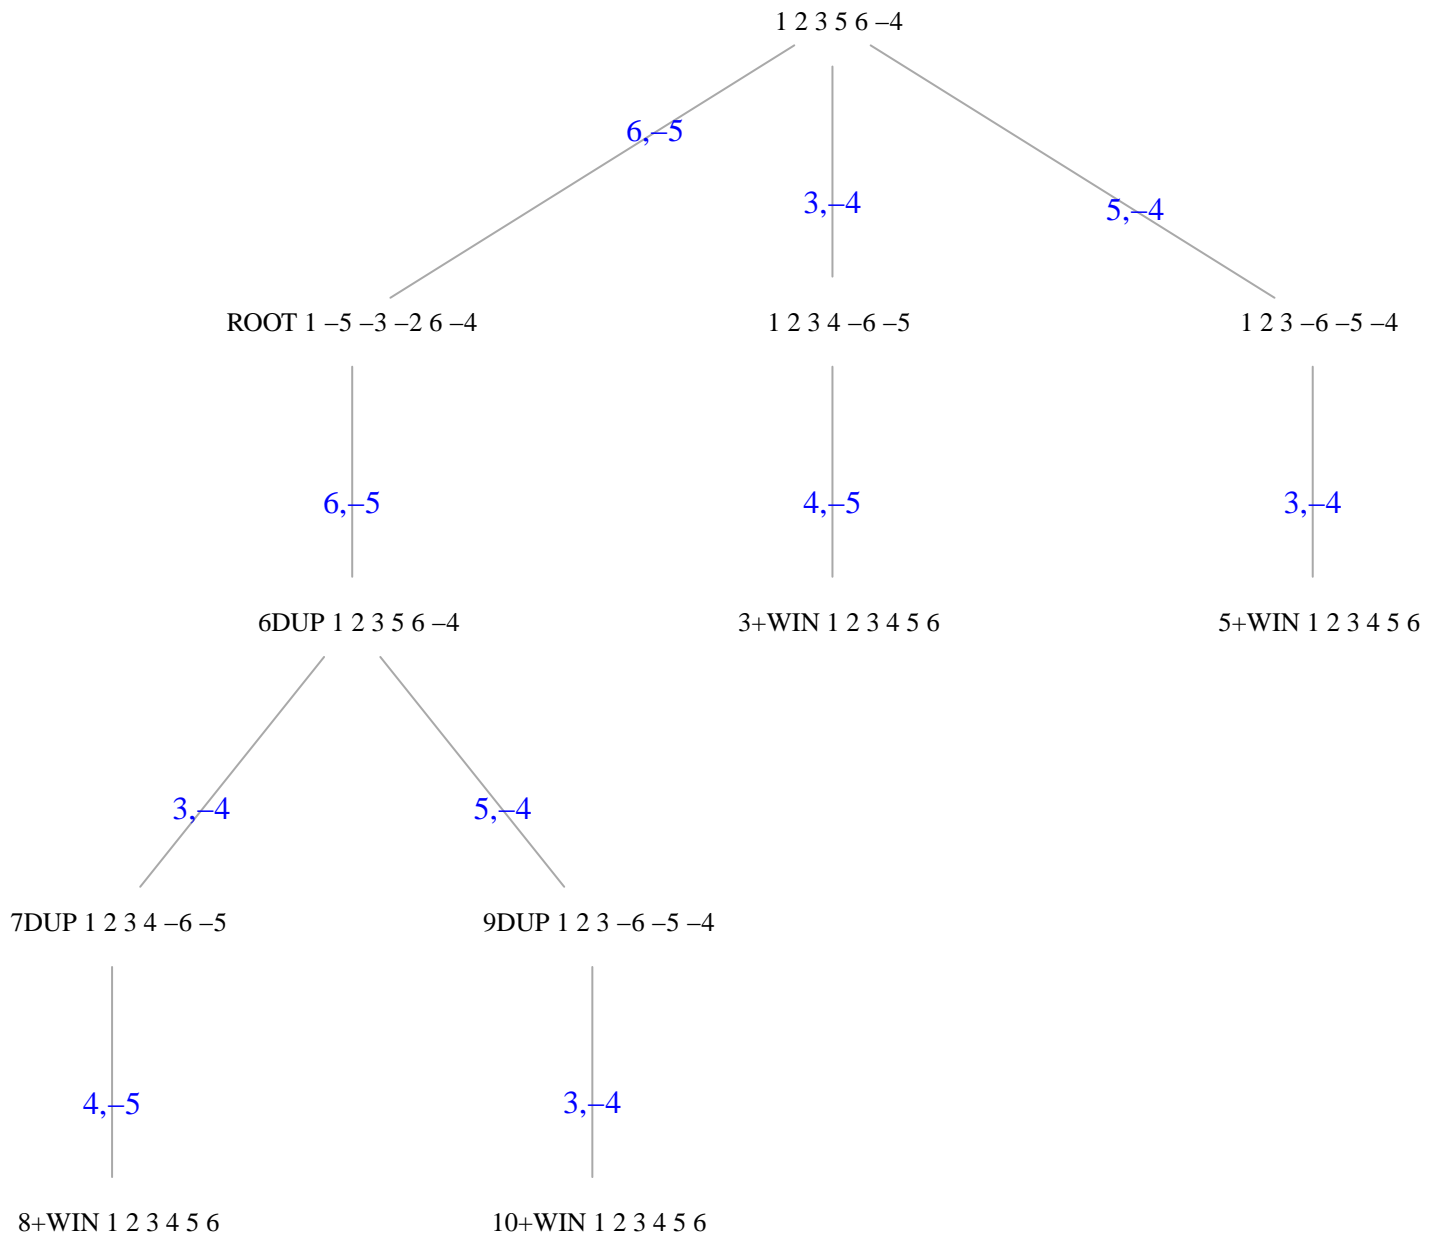 1 2 3 5 6 –4
6,–5
3,–4
5,–4
ROOT 1 –5 –3 –2 6 –4
1 2 3 4 –6 –5
1 2 3 –6 –5 –4
6,–5
4,–5
3,–4
6DUP 1 2 3 5 6 –4
3+WIN 1 2 3 4 5 6
5+WIN 1 2 3 4 5 6
3,–4
5,–4
7DUP 1 2 3 4 –6 –5
9DUP 1 2 3 –6 –5 –4
4,–5
3,–4
8+WIN 1 2 3 4 5 6
10+WIN 1 2 3 4 5 6